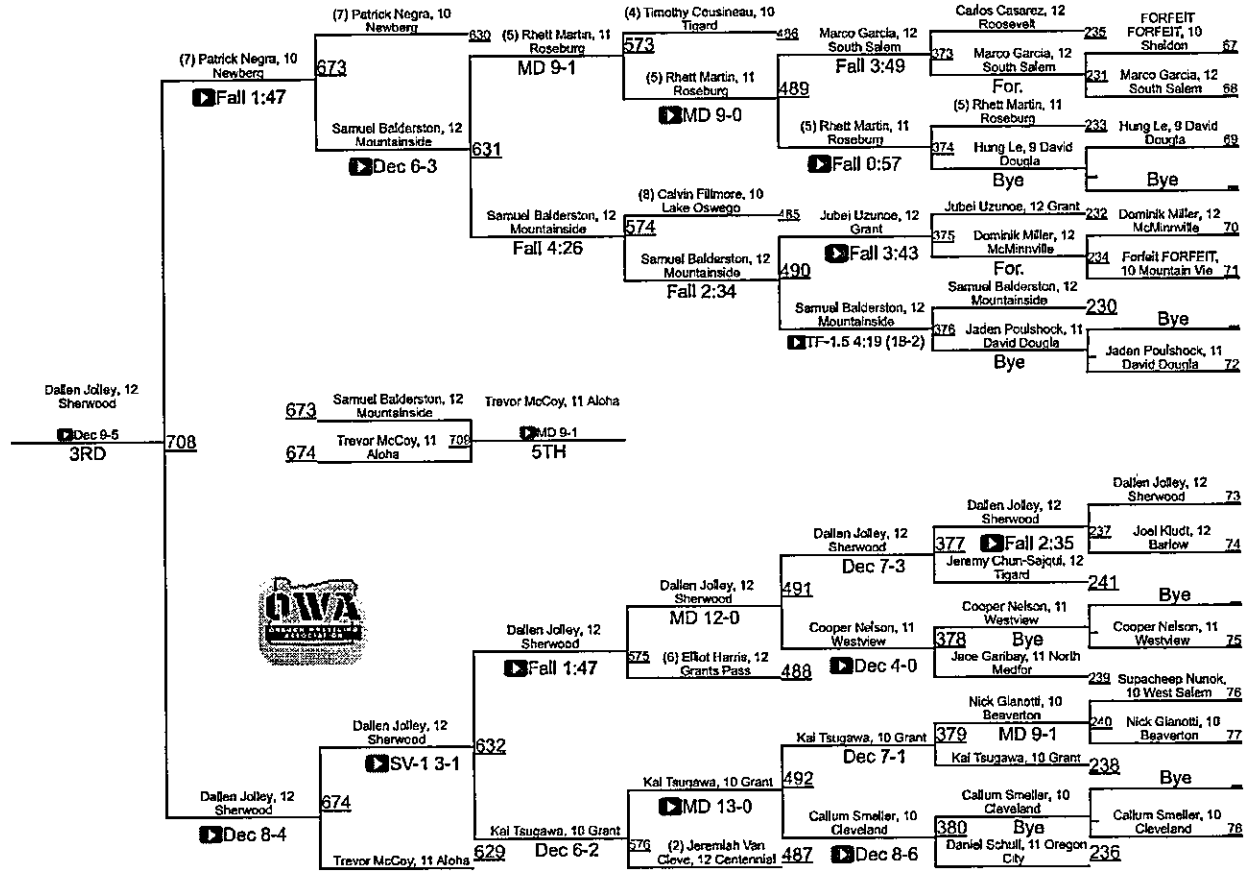 (7) Patrick Negra, 10
Newberg
630
(7) Patrick Negra, 10
Newberg
Fall 1:47
673
Samuel Balderston, 12
Mountainside
Dec 6-3
631
(5) Rhett Martin, 11
Roseburg
MD 9-1
Samuel Balderston, 12
Mountainside
Fall 4:26
(4) Timothy Cousineau, 10
Tigard
486
573
(5) Rhett Martin, 11
Roseburg
MD 9-0
489
(8) Calvin Fillmore, 10
Lake Oswego
485
574
Samuel Balderston, 12
Mountainside
Fall 2:34
490
Marco Garcia, 12
South Salem
Fall 3:49
373
(5) Rhett Martin, 11
Roseburg
Fall 0:57
374
Jubei Uzunoe, 12
Grant
Fall 3:43
375
Samuel Balderston, 12
Mountainside
TF-1.5 4:19 (18-2)
376
Carlos Casarez, 12
Roosevelt
235
Marco Garcia, 12
South Salem
For.
231
(5) Rhett Martin, 11
Roseburg
233
Hung Le, 9 David
Dougla
Bye
Jubei Uzunoe, 12 Grant
232
Dominik Miller, 12
McMinnville
For.
234
Samuel Balderston, 12
Mountainside
230
Jaden Poulshock, 11
David Dougla
Bye
FORFEIT
FORFEIT, 10
Sheldon
67
Marco Garcia, 12
South Salem
68
Hung Le, 9 David
Dougla
69
Bye
Dominik Miller, 12
McMinnville
70
Forfeit FORFEIT,
10 Mountain Vie
71
Bye
Jaden Poulshock, 11
David Dougla
72
Dallen Jolley, 12
Sherwood
Dec 9-5
3RD
708
673
Samuel Balderston, 12
Mountainside
674
Trevor McCoy, 11
Aloha
709
Trevor McCoy, 11 Aloha
MD 9-1
5TH
OWA
OREGON WRESTLING
ASSOCIATION
Dallen Jolley, 12
Sherwood
Dec 8-4
674
Dallen Jolley, 12
Sherwood
SV-1 3-1
632
Trevor McCoy, 11 Aloha
629
Dallen Jolley, 12
Sherwood
Fall 1:47
575
Kai Tsugawa, 10 Grant
Dec 6-2
576
Dallen Jolley, 12
Sherwood
MD 12-0
491
(6) Elliot Harris, 12
Grants Pass
488
Kai Tsugawa, 10 Grant
MD 13-0
492
(2) Jeremiah Van
Cleve, 12 Centennial
487
Dallen Jolley, 12
Sherwood
Dec 7-3
377
Cooper Nelson, 11
Westview
Dec 4-0
378
Kai Tsugawa, 10 Grant
Dec 7-1
379
Callum Smeller, 10
Cleveland
Dec 8-6
380
Dallen Jolley, 12
Sherwood
Fall 2:35
237
Jeremy Chun-Sajqui, 12
Tigard
241
Cooper Nelson, 11
Westview
Bye
Jace Garibay, 11 North
Medfor
239
Nick Gianotti, 10
Beaverton
MD 9-1
240
Kai Tsugawa, 10 Grant
238
Callum Smeller, 10
Cleveland
Bye
Daniel Schull, 11 Oregon
City
236
Dallen Jolley, 12
Sherwood
73
Joel Kludt, 12
Barlow
74
Bye
Cooper Nelson, 11
Westview
75
Supacheep Nunok,
10 West Salem
76
Nick Gianotti, 10
Beaverton
77
Bye
Callum Smeller, 10
Cleveland
78